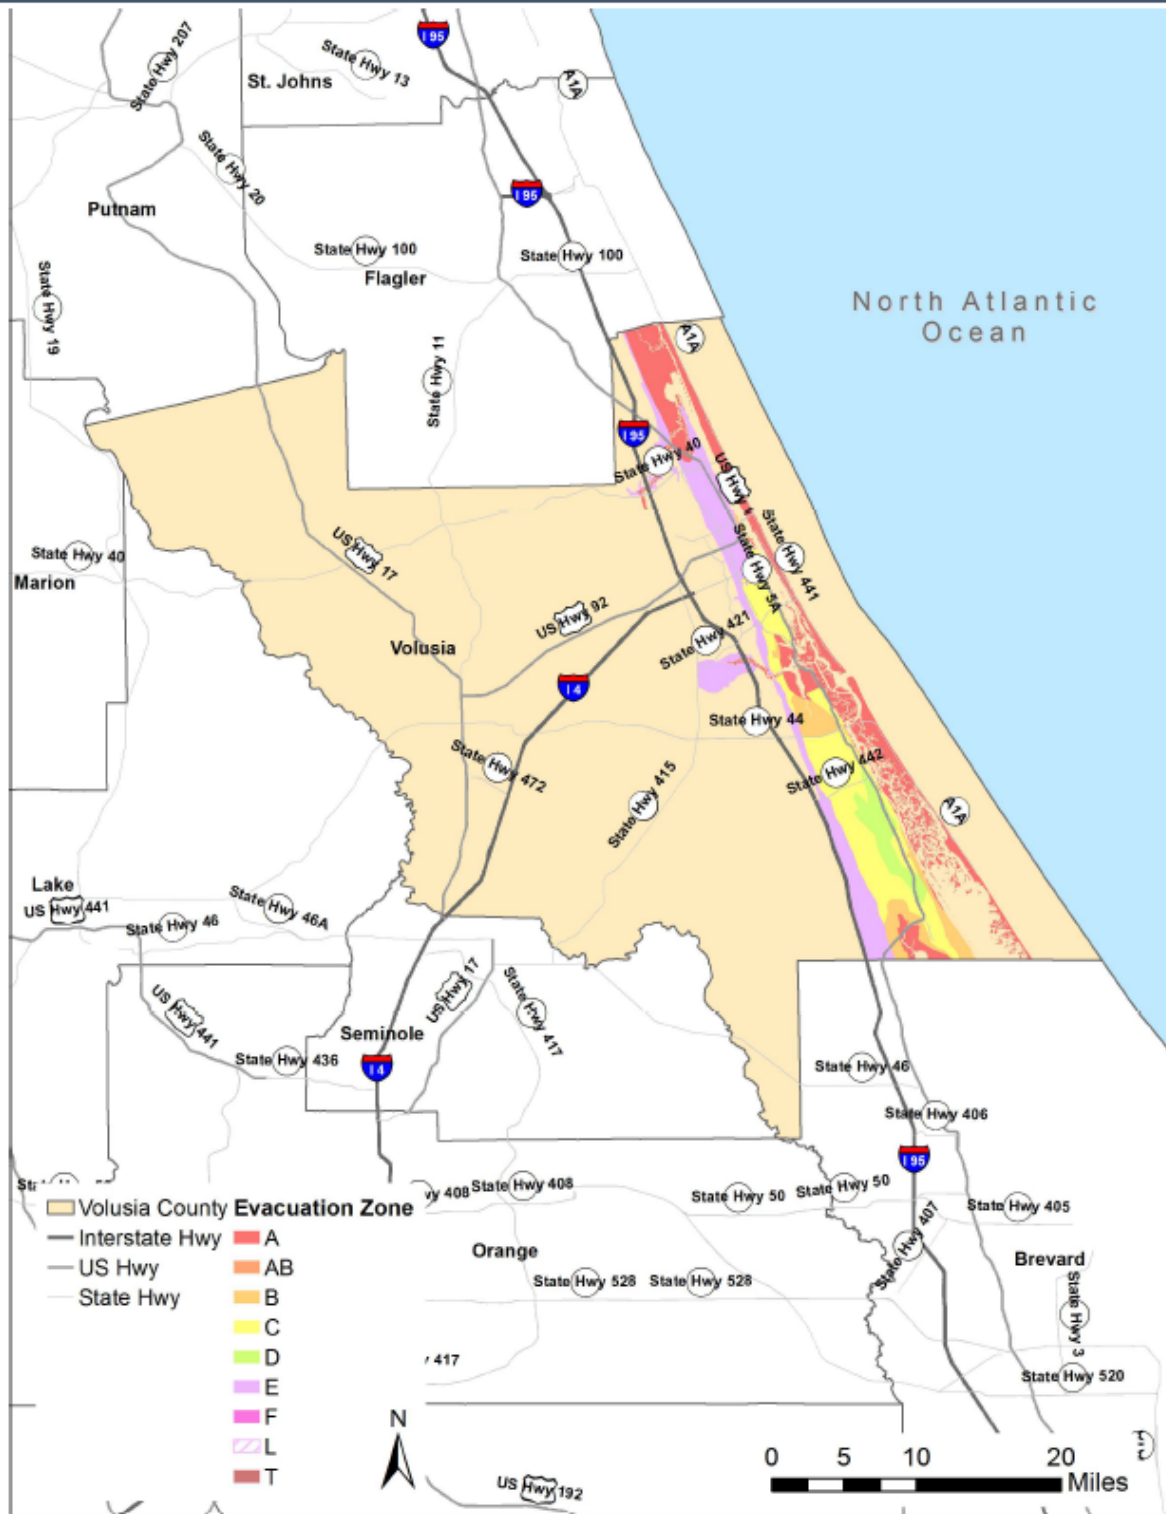 I 95
State Hwy 207
State Hwy 13
St. Johns
A1A
State Hwy 20
I 95
Putnam
State Hwy 100
State Hwy 100
Flagler
State Hwy 19
North Atlantic
Ocean
A1A
State Hwy 11
I 95
State Hwy 40
US Hwy 1
State Hwy 441
US Hwy 17
State Hwy 40
Marion
State Hwy 5A
US Hwy 92
State Hwy 421
Volusia
I 4
State Hwy 44
State Hwy 472
State Hwy 442
State Hwy 415
A1A
Lake
US Hwy 441
State Hwy 46A
State Hwy 46
US Hwy 17
State Hwy 417
US Hwy 441
Seminole
State Hwy 436
I 4
State Hwy 46
State Hwy 406
I 95
wy 408
State Hwy 408
State Hwy 50
State Hwy 50
State Hwy 405
State Hwy 407
Orange
Brevard
State Hwy 528
State Hwy 528
State Hwy 3
417
State Hwy 520
US Hwy 192
Volusia County
Interstate Hwy
US Hwy
State Hwy
Evacuation Zone
A
AB
B
C
D
E
F
L
T
N
0 5 10 20
Miles